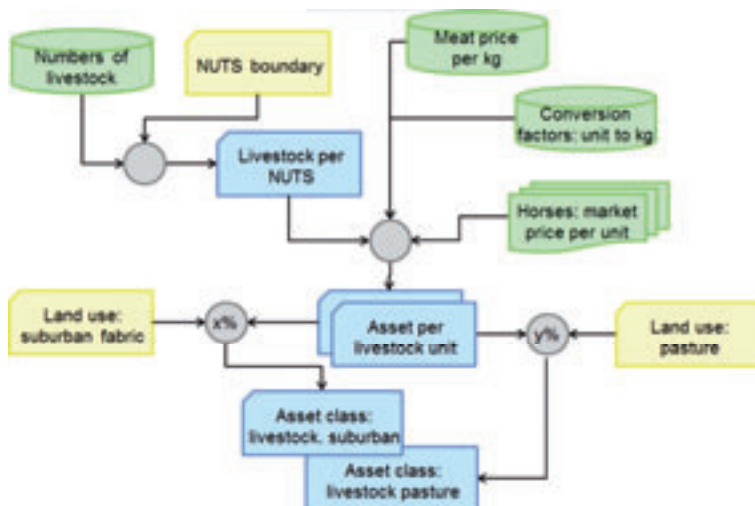 Numbers of
livestock
NUTS boundary
Meat price
per kg
Conversion
factors: unit to kg
Livestock per
NUTS
Horses: market
price per unit
Land use:
suburban fabric
x%
Asset per
livestock unit
y%
Land use:
pasture
Asset class:
livestock. suburban
Asset class:
livestock pasture